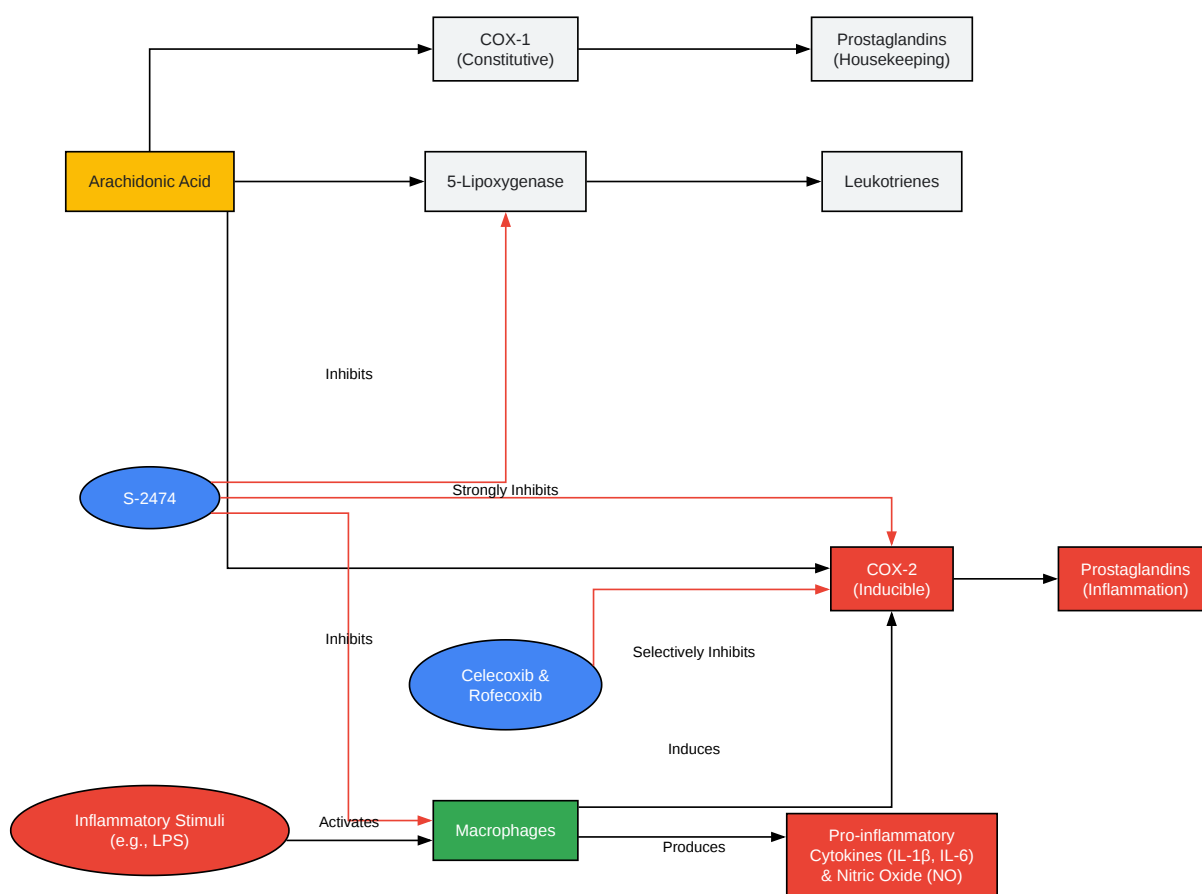 COX-1
(Constitutive)
Prostaglandins
(Housekeeping)
Arachidonic Acid
5-Lipoxygenase
Leukotrienes
Inhibits
S-2474
Strongly Inhibits
COX-2
(Inducible)
Prostaglandins
(Inflammation)
Inhibits
Selectively Inhibits
Celecoxib &
Rofecoxib
Induces
Inflammatory Stimuli
(e.g., LPS)
Activates
Macrophages
Produces
Pro-inflammatory
Cytokines (IL-1β, IL-6)
& Nitric Oxide (NO)